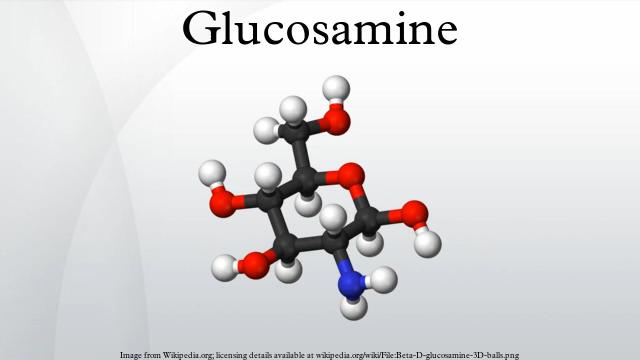 Glucosamine
Image from Wikipedia.org; licensing details available at wikipedia.org/wiki/File:Beta-D-glucosamine-3D-balls.png